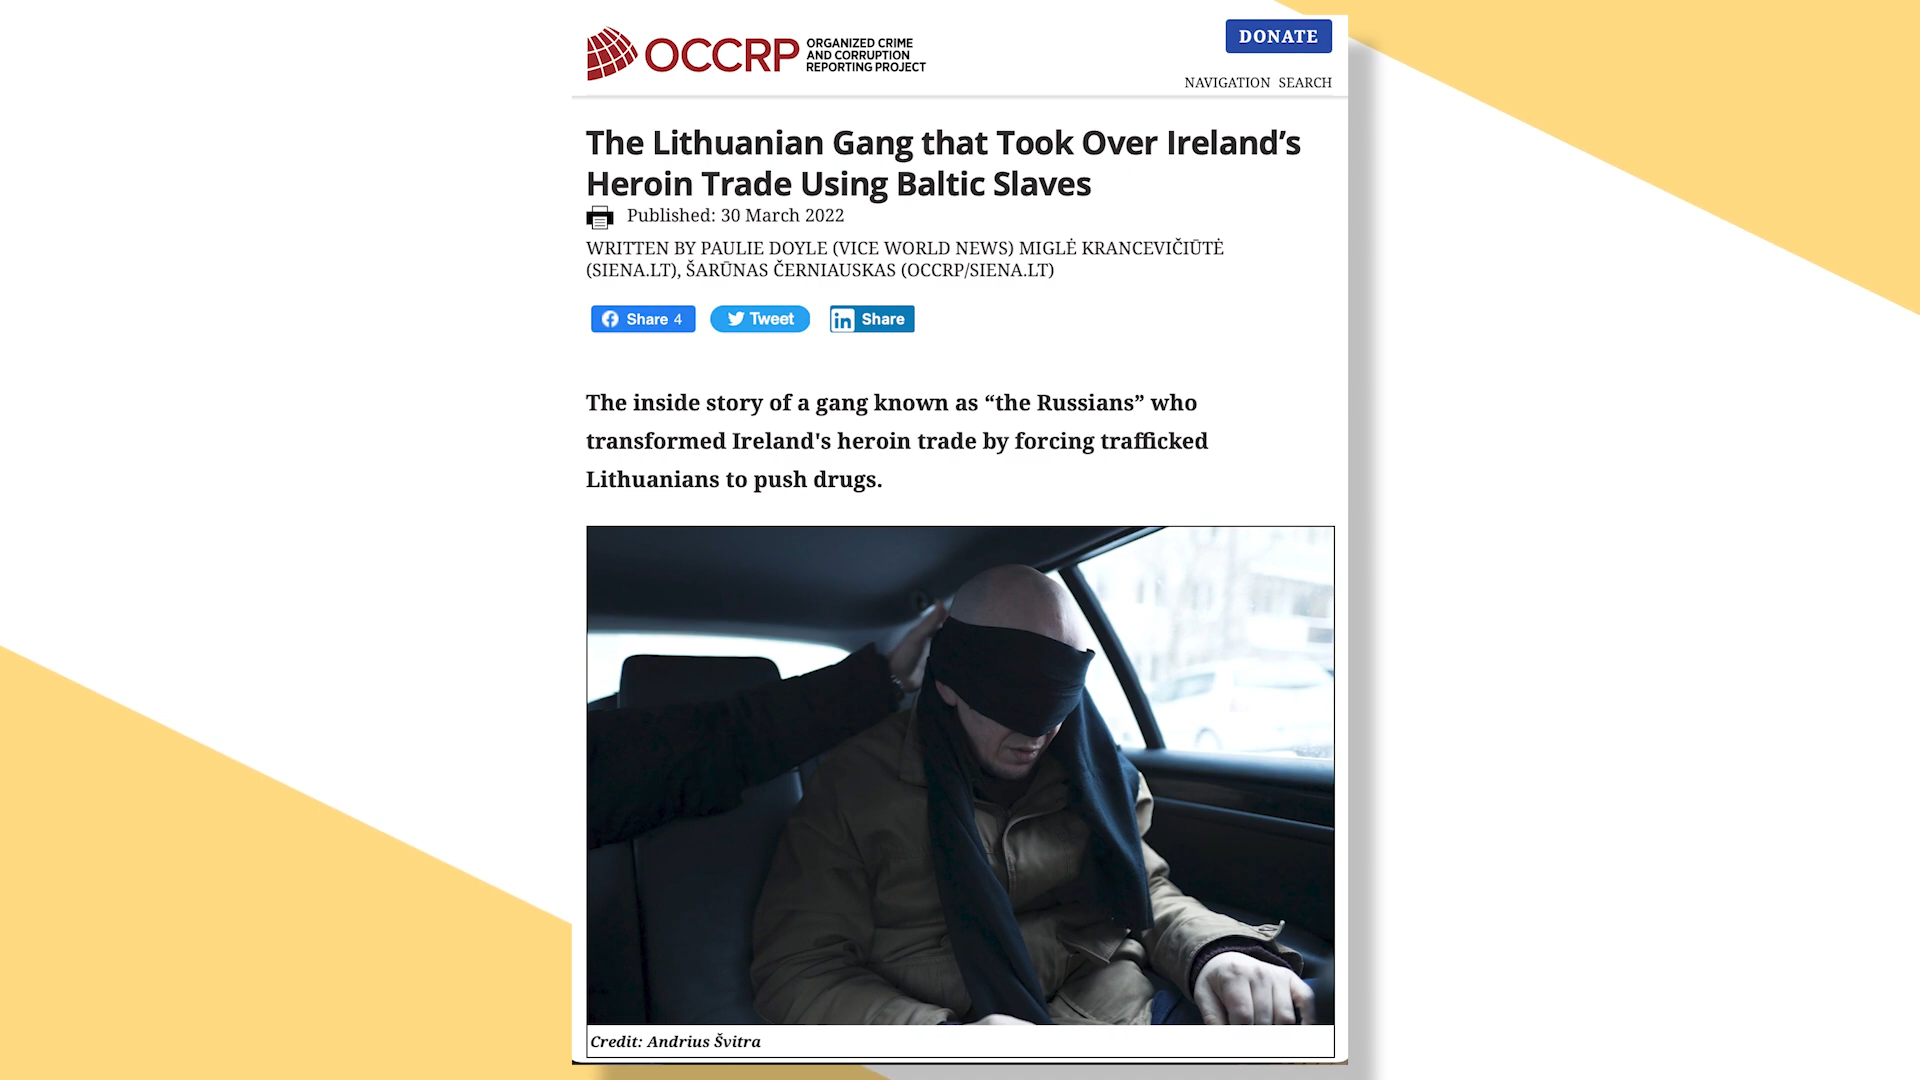 OCCRP
ORGANIZED CRIME
AND CORRUPTION
REPORTING PROJECT
DONATE
NAVIGATION SEARCH
The Lithuanian Gang that Took Over Ireland’s
Heroin Trade Using Baltic Slaves
Published: 30 March 2022
WRITTEN BY PAULIE DOYLE (VICE WORLD NEWS) MIGLĖ KRANCEVIČIŪTĖ
(SIENA.LT), ŠARŪNAS ČERNIAUSKAS (OCCRP/SIENA.LT)
Share 4
Tweet
in Share
The inside story of a gang known as “the Russians” who
transformed Ireland's heroin trade by forcing trafficked
Lithuanians to push drugs.
Credit: Andrius Švitra